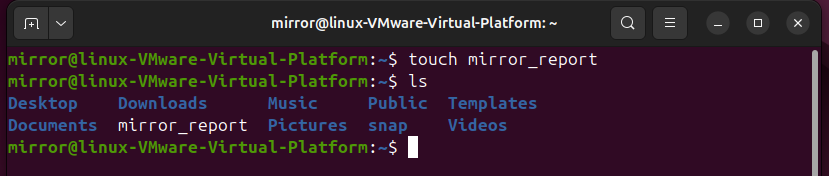 mirror@linux-VMware-Virtual-Platform: ~
mirror@linux-VMware-Virtual-Platform:~$ touch mirror_report
mirror@linux-VMware-Virtual-Platform:~$ ls
Desktop    Downloads      Music     Public  Templates
Documents  mirror_report  Pictures  snap    Videos
mirror@linux-VMware-Virtual-Platform:~$